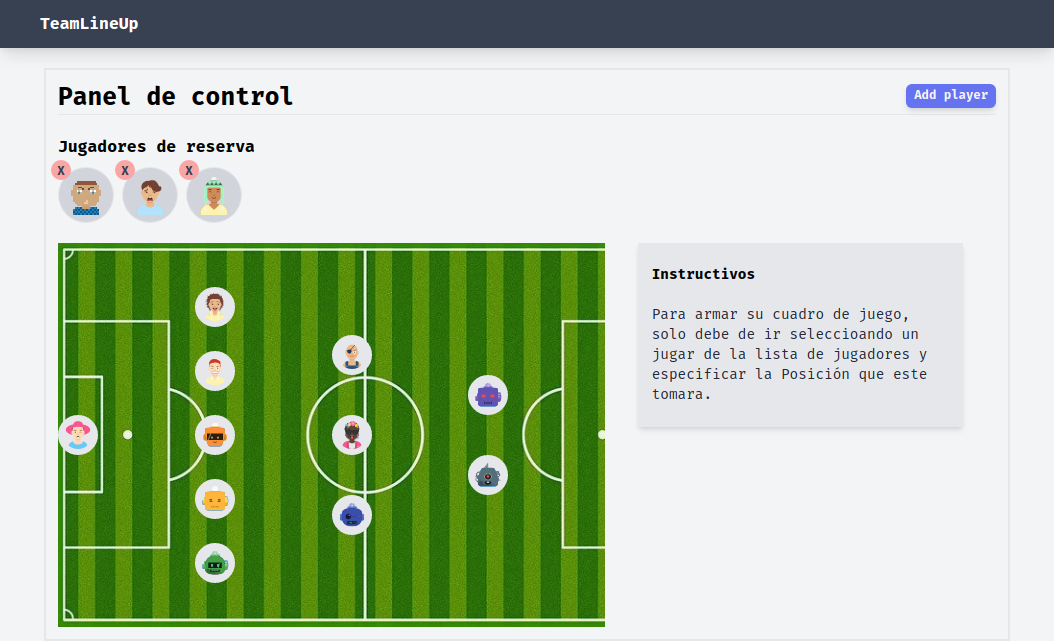 TeamLineUp
Panel de control
Add player
Jugadores de reserva
X X X
Instructivos
Para armar su cuadro de juego,
solo debe de ir seleccioando un
jugar de la lista de jugadores y
especificar la Posición que este
tomara.